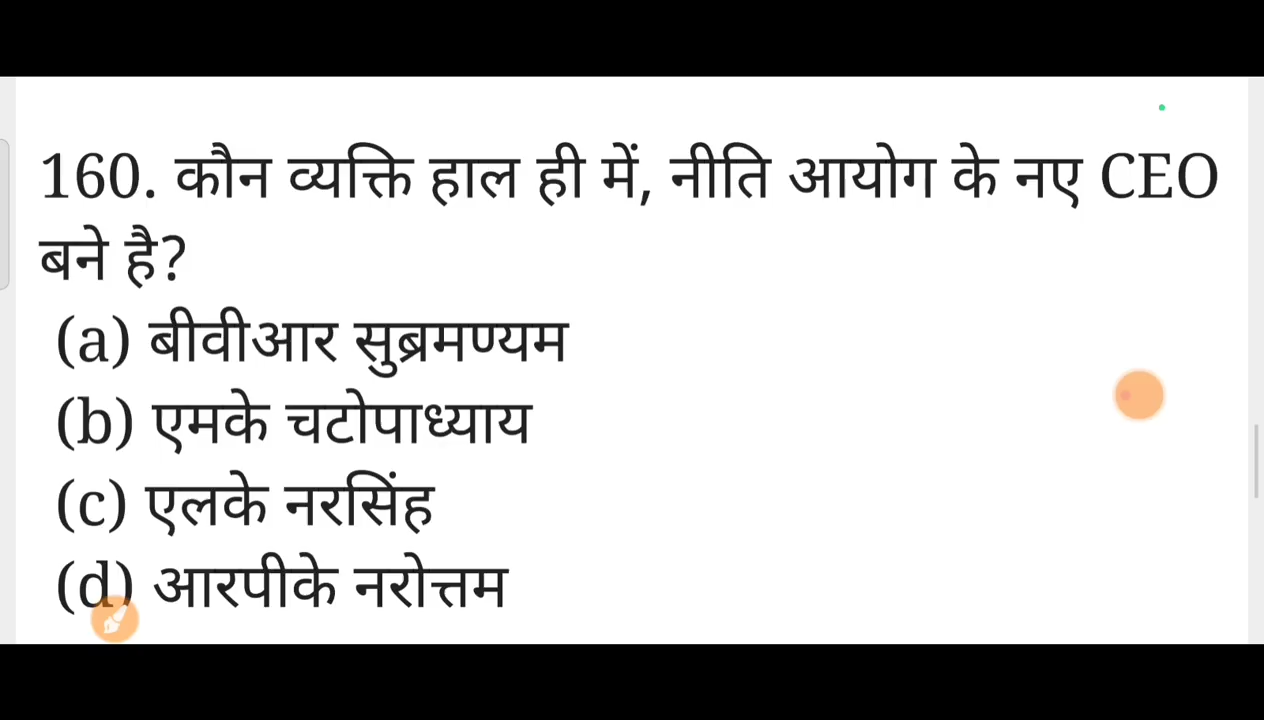 160. कौन व्यक्ति हाल ही में, नीति आयोग के नए CEO
बने है?
(a) बीवीआर सुब्रमण्यम
(b) एमके चटोपाध्याय
(c) एलके नरसिंह
(d) आरपीके नरोत्तम